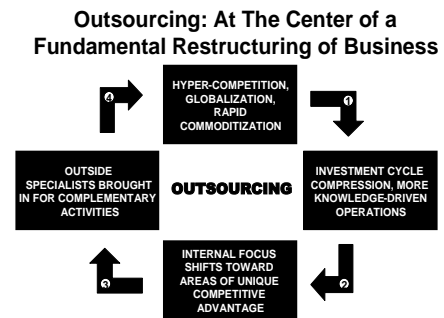 Outsourcing: At The Center of a
Fundamental Restructuring of Business
HYPER-COMPETITION,
GLOBALIZATION,
RAPID
COMMODITIZATION
4
1
OUTSIDE
SPECIALISTS BROUGHT
IN FOR COMPLEMENTARY
ACTIVITIES
OUTSOURCING
INVESTMENT CYCLE
COMPRESSION, MORE
KNOWLEDGE-DRIVEN
OPERATIONS
INTERNAL FOCUS
SHIFTS TOWARD
AREAS OF UNIQUE
COMPETITIVE
ADVANTAGE
3
2